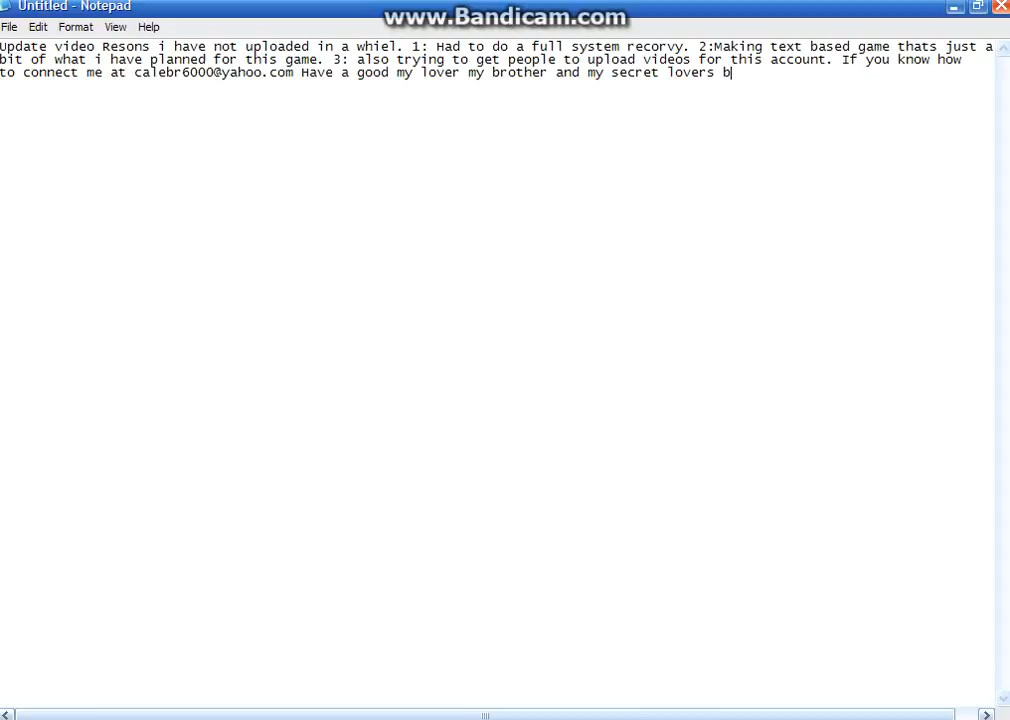 Untitled - Notepad
www.Bandicam.com
File Edit Format View Help
Update video Resons i have not uploaded in a whiel. 1: Had to do a full system recorvy. 2:Making text based game thats just a
bit of what i have planned for this game. 3: also trying to get people to upload videos for this account. If you know how
to connect me at calebr6000@yahoo.com Have a good my lover my brother and my secret lovers b